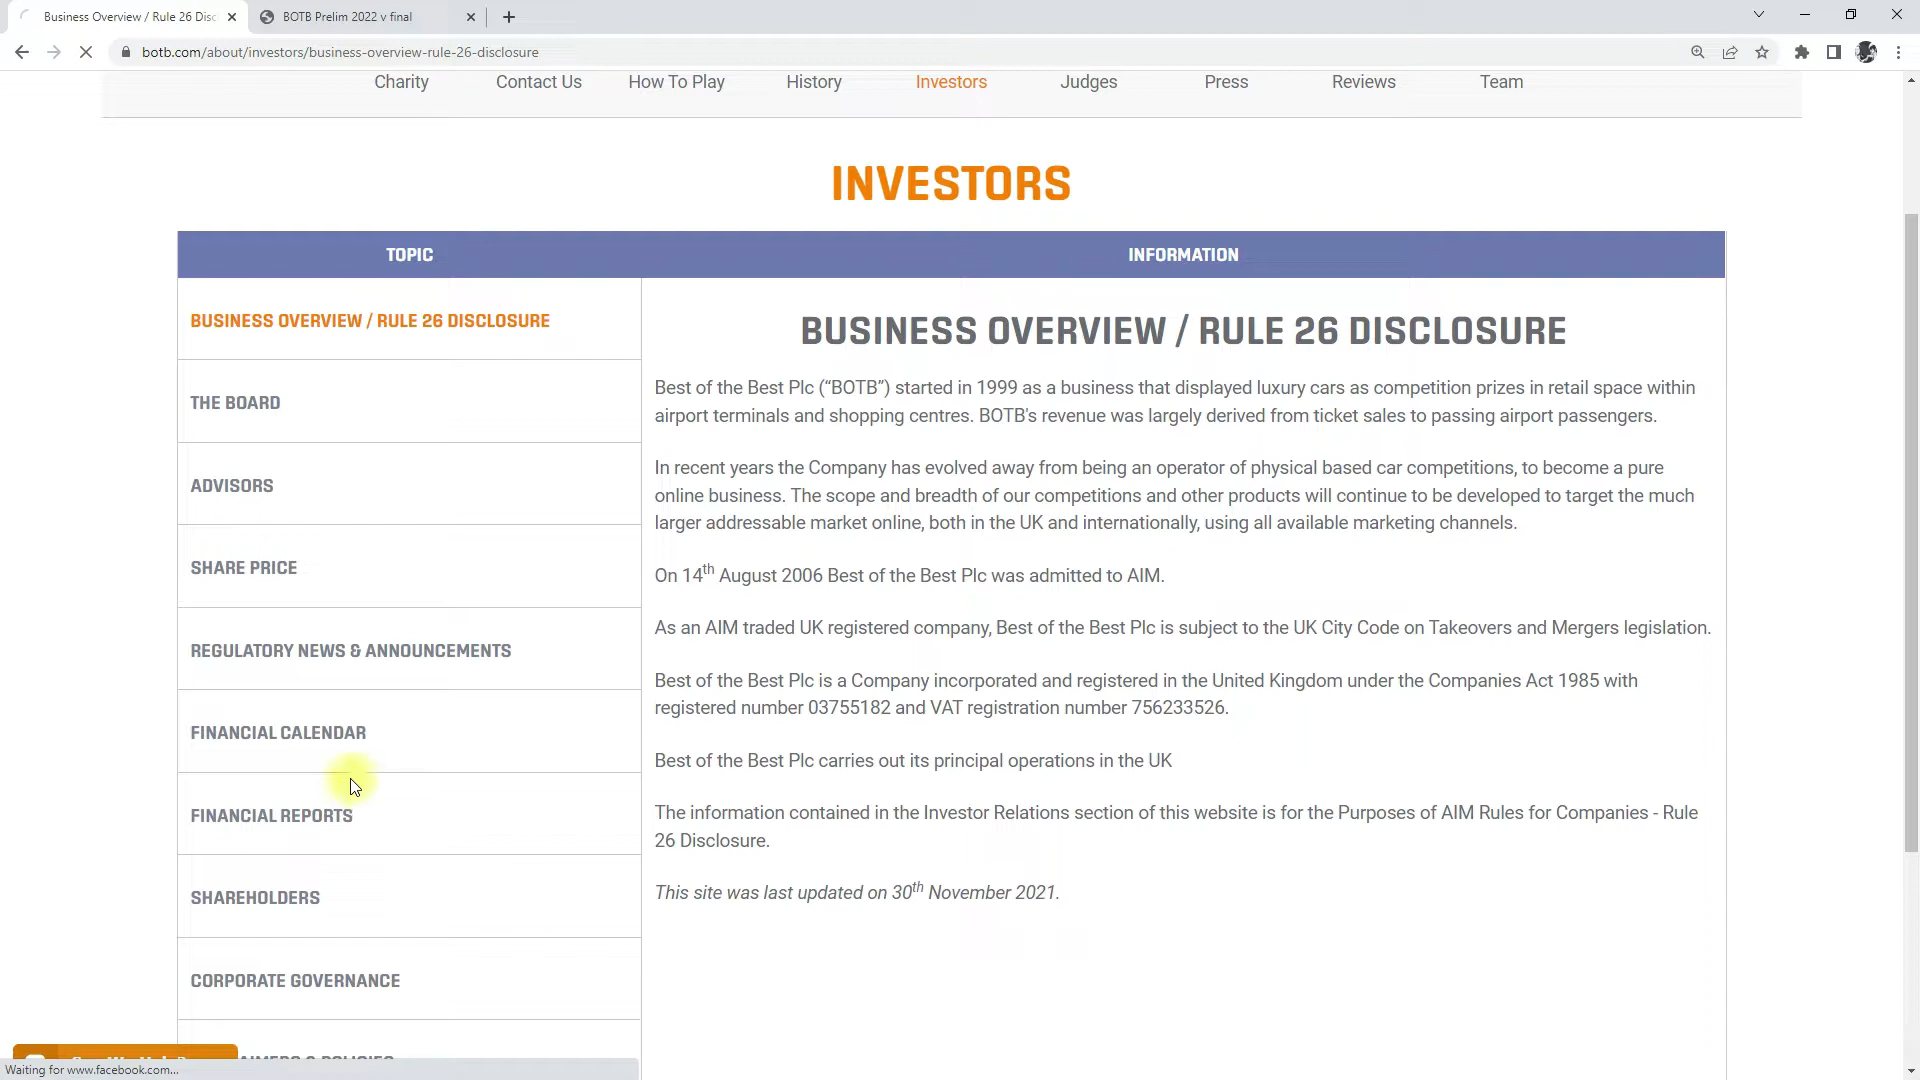 Business Overview / Rule 26 Disc
BOTB Prelim 2022 v final
botb.com/about/investors/business-overview-rule-26-disclosure
Charity
Contact Us
How To Play
History
Investors
Judges
Press
Reviews
Team
INVESTORS
TOPIC
INFORMATION
BUSINESS OVERVIEW / RULE 26 DISCLOSURE
THE BOARD
ADVISORS
SHARE PRICE
REGULATORY NEWS & ANNOUNCEMENTS
FINANCIAL CALENDAR
FINANCIAL REPORTS
SHAREHOLDERS
CORPORATE GOVERNANCE
BUSINESS OVERVIEW / RULE 26 DISCLOSURE
Best of the Best Plc (“BOTB”) started in 1999 as a business that displayed luxury cars as competition prizes in retail space within
airport terminals and shopping centres. BOTB's revenue was largely derived from ticket sales to passing airport passengers.
In recent years the Company has evolved away from being an operator of physical based car competitions, to become a pure
online business. The scope and breadth of our competitions and other products will continue to be developed to target the much
larger addressable market online, both in the UK and internationally, using all available marketing channels.
On 14th August 2006 Best of the Best Plc was admitted to AIM.
As an AIM traded UK registered company, Best of the Best Plc is subject to the UK City Code on Takeovers and Mergers legislation.
Best of the Best Plc is a Company incorporated and registered in the United Kingdom under the Companies Act 1985 with
registered number 03755182 and VAT registration number 756233526.
Best of the Best Plc carries out its principal operations in the UK
The information contained in the Investor Relations section of this website is for the Purposes of AIM Rules for Companies - Rule
26 Disclosure.
This site was last updated on 30th November 2021.
Waiting for www.facebook.com...